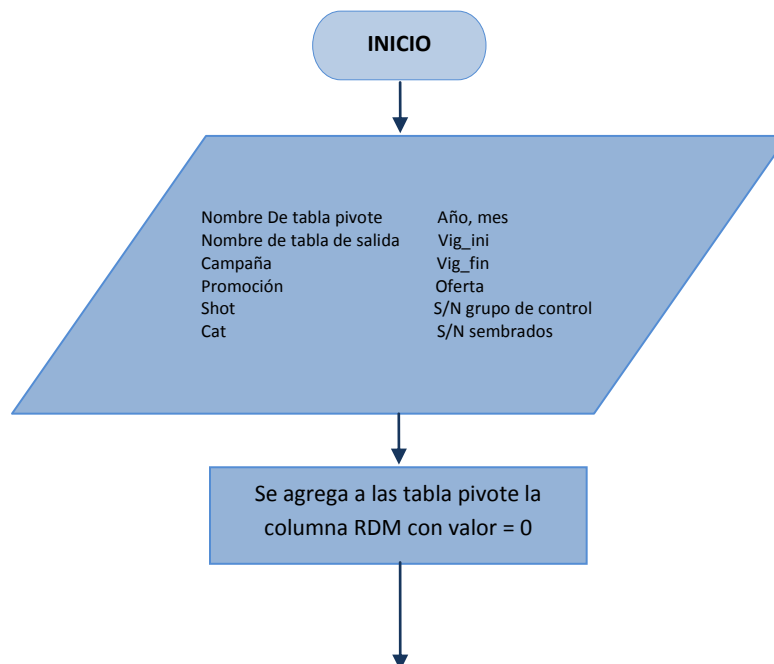 INICIO
Nombre De tabla pivote Año, mes
Nombre de tabla de salida Vig_ini
Campaña Vig_fin
Promoción Oferta
Shot S/N grupo de control
Cat S/N sembrados
Se agrega a las tabla pivote la
columna RDM con valor = 0